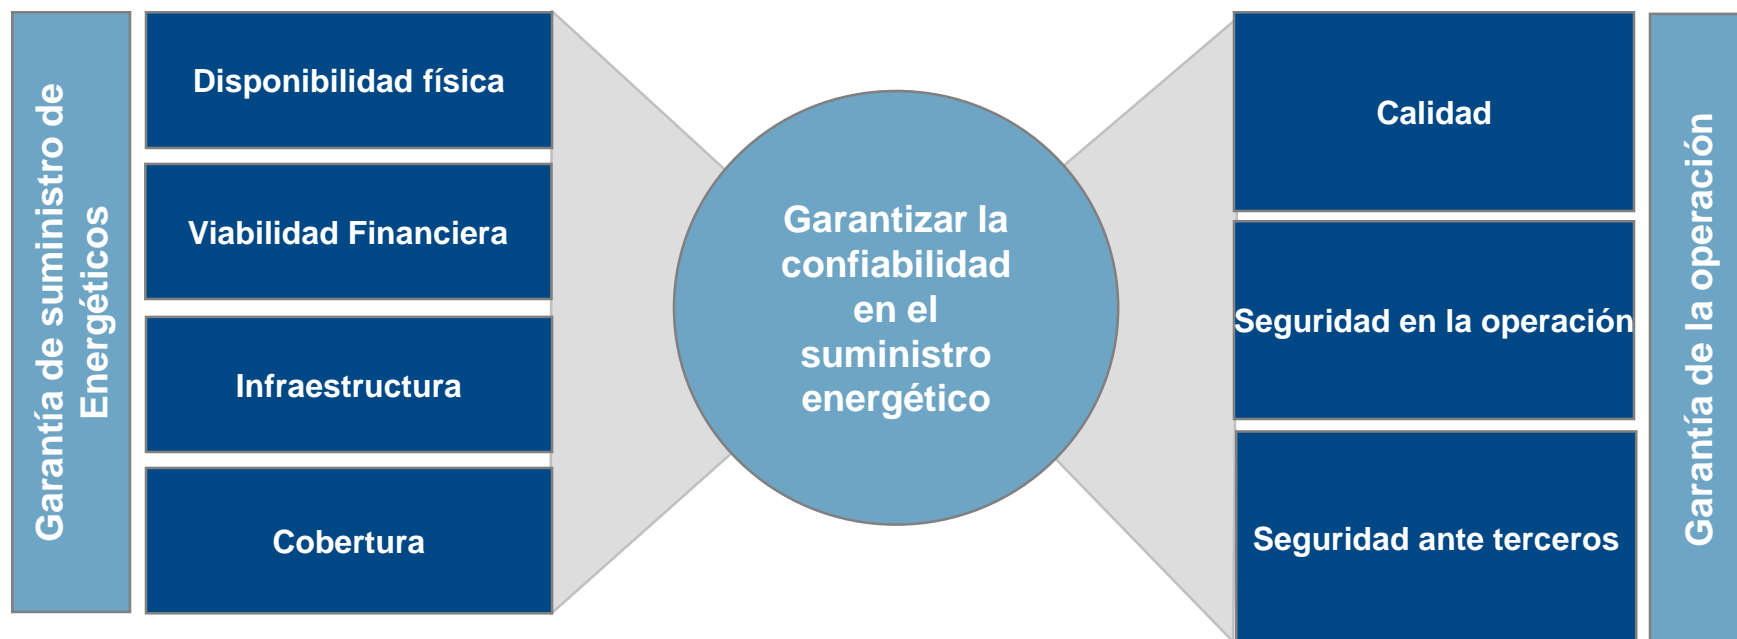 Garantía de suministro de
Energéticos
Disponibilidad física
Viabilidad Financiera
Infraestructura
Cobertura
Garantizar la
confiabilidad
en el
suministro
energético
Calidad
Seguridad en la operación
Seguridad ante terceros
Garantía de la operación